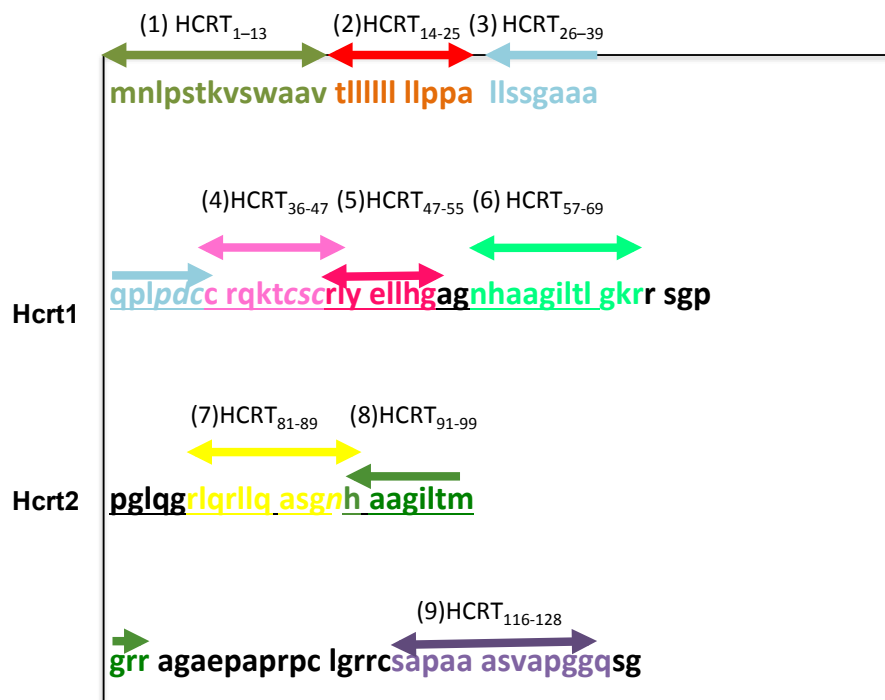 (1) HCRT1–13 (2)HCRT14-25 (3) HCRT26–39
mnlpstkvswaav tllllll llppa llssgaaa
(4)HCRT36-47 (5)HCRT47-55 (6) HCRT57-69
Hcrt1 qplpdcc rqktcscrly ellhgagnhaagiltl gkrr sgp
(7)HCRT81-89 (8)HCRT91-99
Hcrt2 pglqgrlqrllq asgnh aagiltm
(9)HCRT116-128
grr agaepaprpc lgrrcsapaa asvapggqsg